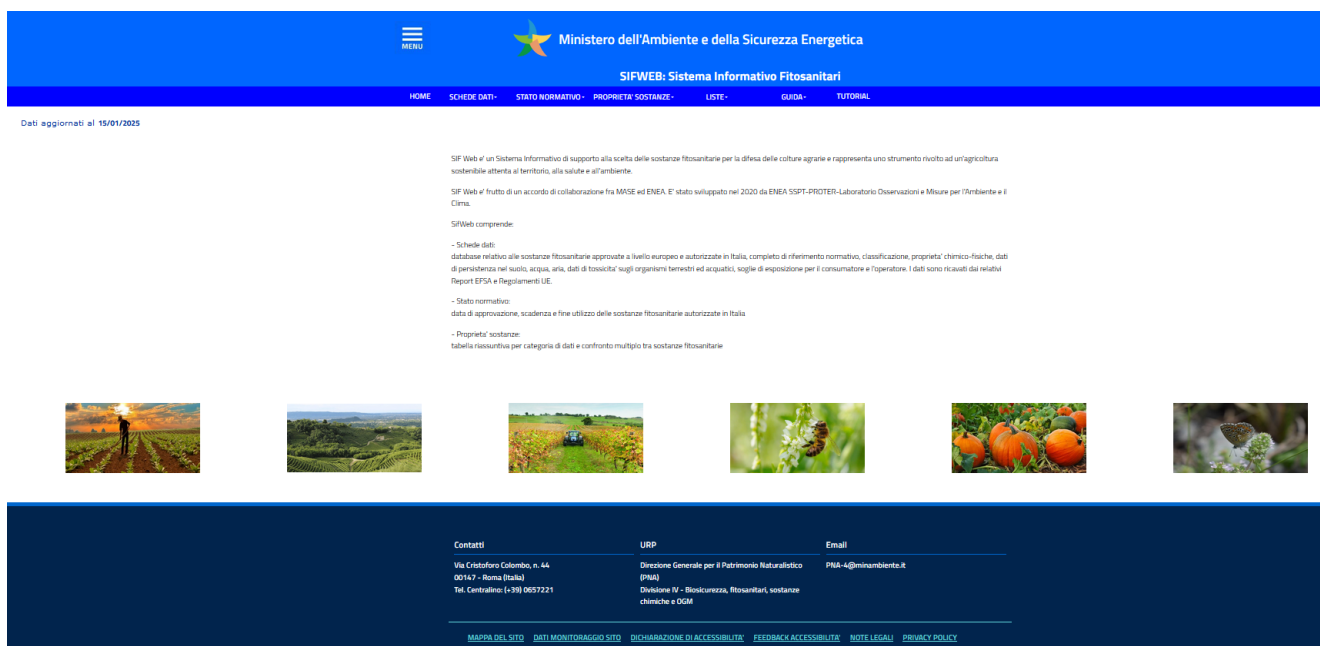 MENU
Ministero dell'Ambiente e della Sicurezza Energetica
SIFWEB: Sistema Informativo Fitosanitari
HOME SCHEDE DATI- STATO NORMATIVO- PROPRIETA' SOSTANZE- LISTE- GUIDA- TUTORIAL
Dati aggiornati al 15/01/2025
SIF Web e' un Sistema Informativo di supporto alla scelta delle sostanze fitosanitarie per la difesa delle colture agrarie e rappresenta uno strumento rivolto ad un'agricoltura
sostenibile attenta al territorio, alla salute e all'ambiente.
SIF Web e' frutto di un accordo di collaborazione fra MASE ed ENEA. E' stato sviluppato nel 2020 da ENEA SSPT-PROTER-Laboratorio Osservazioni e Misure per l'Ambiente e il
Clima.
SifWeb comprende:
- Schede dati:
database relativo alle sostanze fitosanitarie approvate a livello europeo e autorizzate in Italia, completo di riferimento normativo, classificazione, proprieta' chimico-fisiche, dati
di persistenza nel suolo, acqua, aria, dati di tossicita' sugli organismi terrestri ed acquatici, soglie di esposizione per il consumatore e l'operatore. I dati sono ricavati dai relativi
Report EFSA e Regolamenti UE.
- Stato normativo:
data di approvazione, scadenza e fine utilizzo delle sostanze fitosanitarie autorizzate in Italia
- Proprieta' sostanze:
tabella riassuntiva per categoria di dati e confronto multiplo tra sostanze fitosanitarie
Contatti
Via Cristoforo Colombo, n. 44
00147 - Roma (Italia)
Tel. Centralino: (+39) 0657221
URP
Direzione Generale per il Patrimonio Naturalistico
(PNA)
Divisione IV - Biosicurezza, fitosanitari, sostanze
chimiche e OGM
Email
PNA-4@minambiente.it
MAPPA DEL SITO DATI MONITORAGGIO SITO DICHIARAZIONE DI ACCESSIBILITA' FEEDBACK ACCESSIBILITA' NOTE LEGALI PRIVACY POLICY